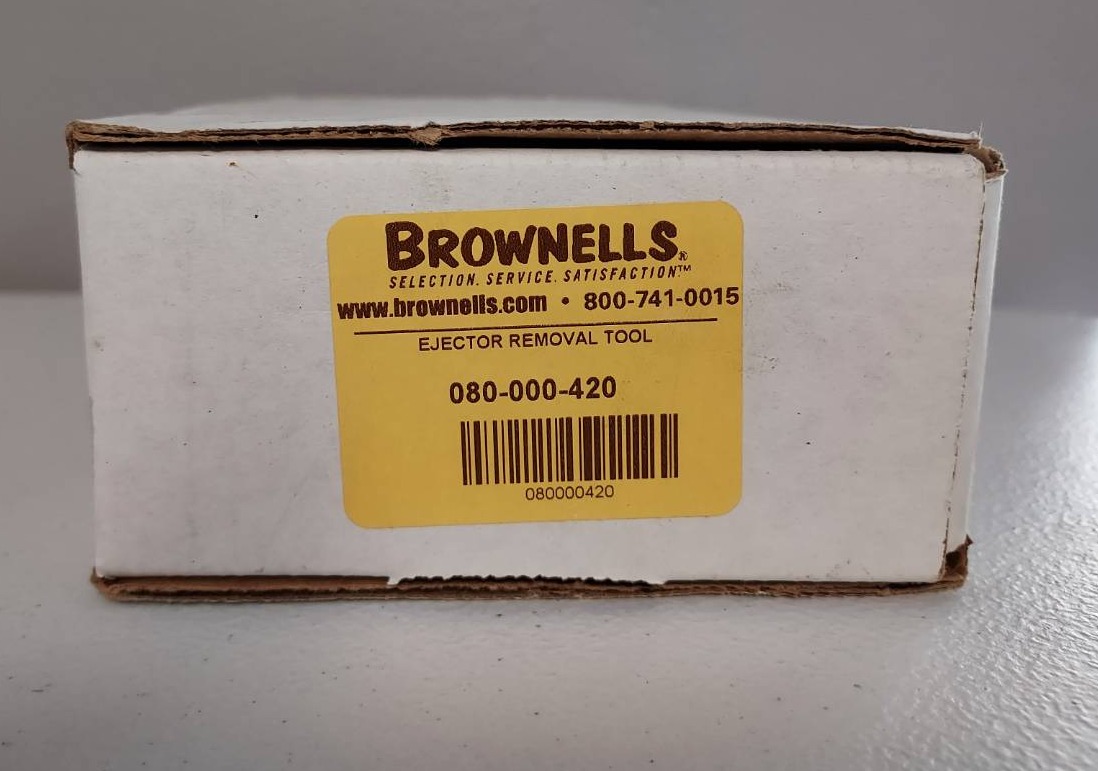 BROWNELLS®
SELECTION. SERVICE. SATISFACTION™
www.brownells.com • 800-741-0015
EJECTOR REMOVAL TOOL
080-000-420
080000420